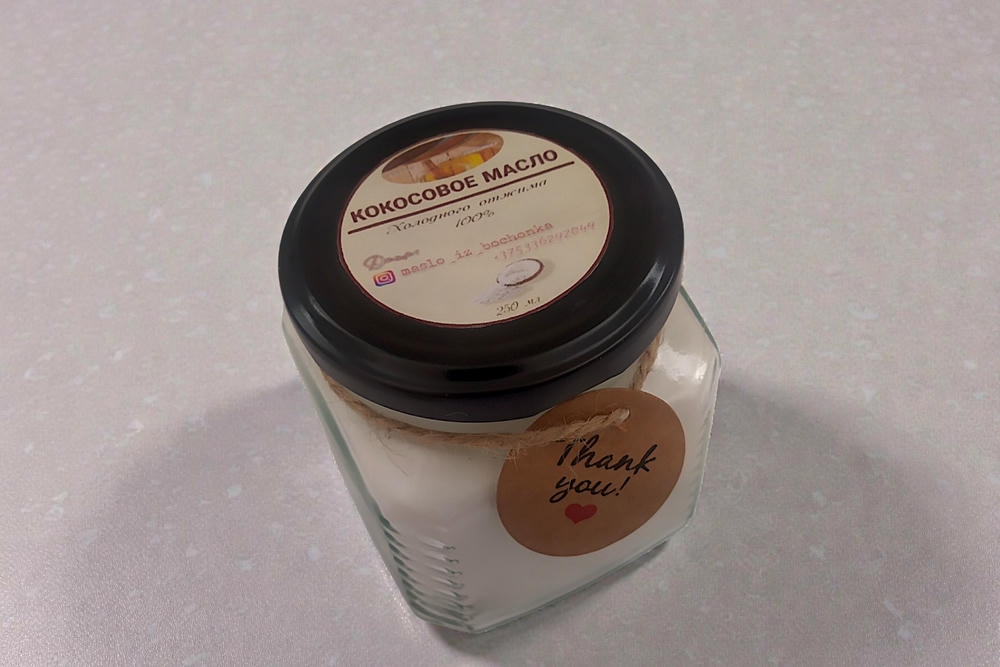 КОКОСОВОЕ МАСЛО
Холодного отжима
100%
maslo_iz_bochonka
250 мл
Thank
you!